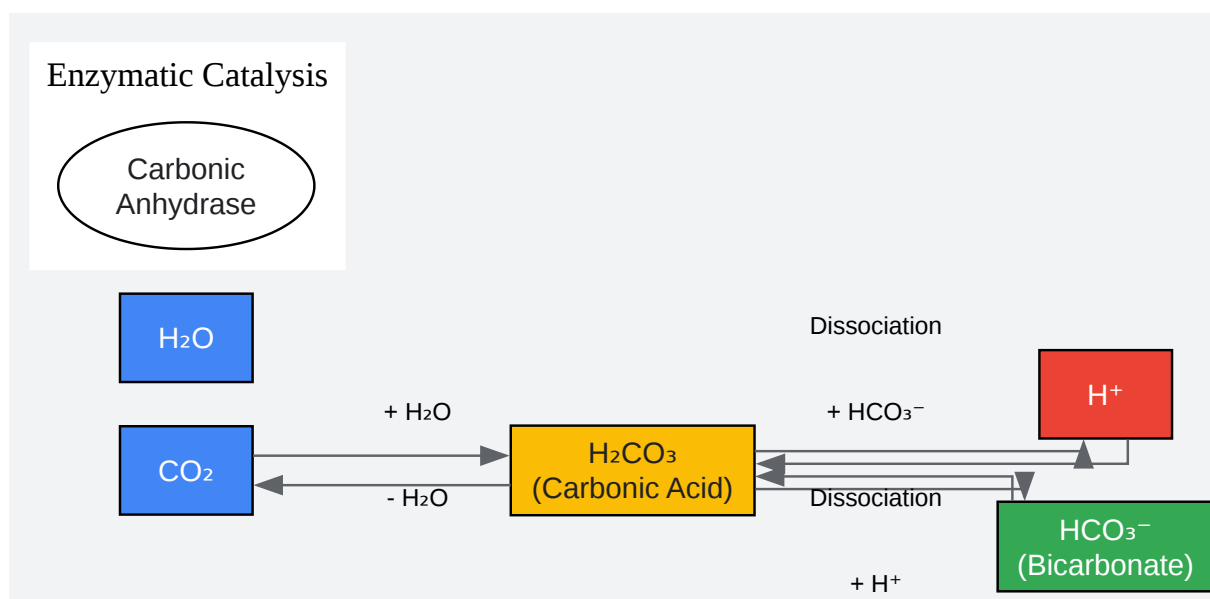 Enzymatic Catalysis
Carbonic
Anhydrase
H₂O
Dissociation
H⁺
+ H₂O
+ HCO₃⁻
CO₂
H₂CO₃
(Carbonic Acid)
- H₂O
Dissociation
HCO₃⁻
(Bicarbonate)
+ H⁺